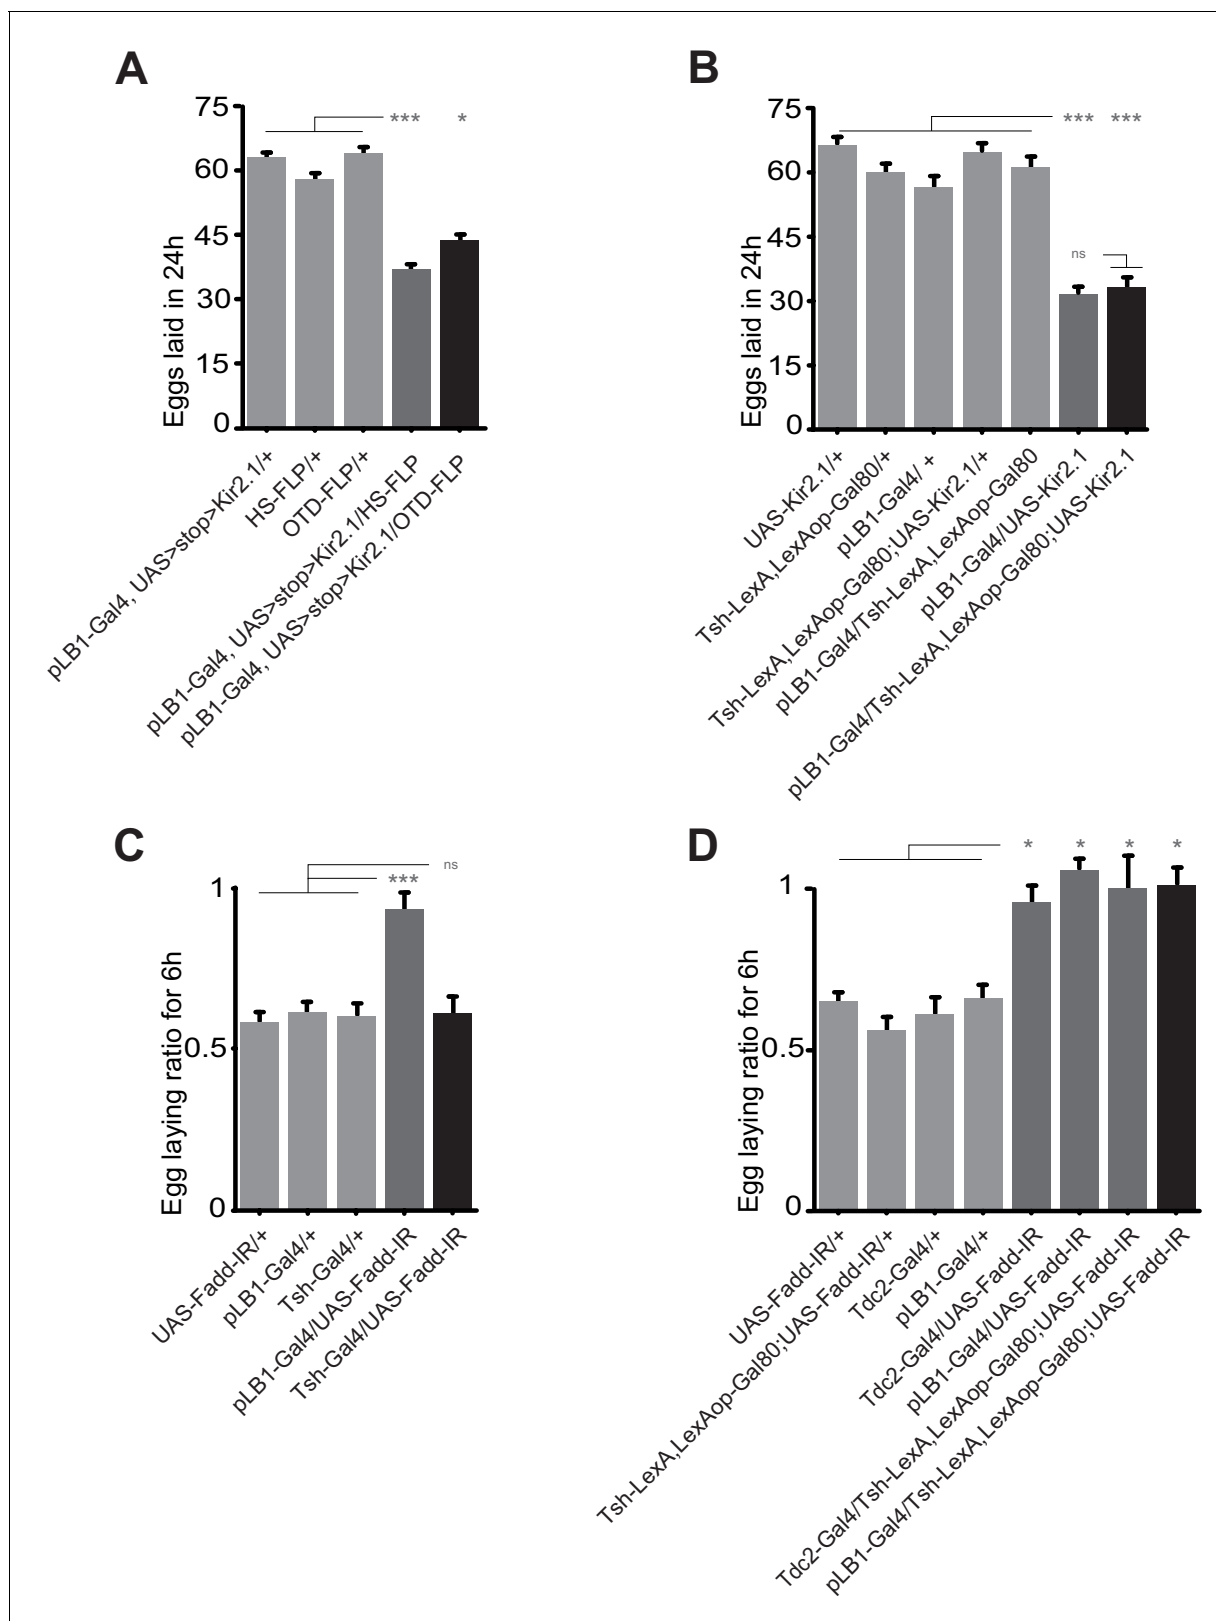 A
Eggs laid in 24h
75
60
45
30
15
0
*** *
pLB1-Gal4, UAS>stop>Kir2.1/+
HS-FLP/+
OTD-FLP/+
pLB1-Gal4, UAS>stop>Kir2.1/HS-FLP
pLB1-Gal4, UAS>stop>Kir2.1/OTD-FLP
B
Eggs laid in 24h
75
60
45
30
15
0
*** ***
ns
UAS-Kir2.1/+
Tsh-LexA,LexAop-Gal80/+
pLB1-Gal4/ +
Tsh-LexA,LexAop-Gal80;UAS-Kir2.1/+
pLB1-Gal4/Tsh-LexA,LexAop-Gal80
pLB1-Gal4/UAS-Kir2.1
pLB1-Gal4/Tsh-LexA,LexAop-Gal80;UAS-Kir2.1
C
Egg laying ratio for 6h
1
0.5
0
ns
***
UAS-Fadd-IR/+
pLB1-Gal4/+
Tsh-Gal4/+
pLB1-Gal4/UAS-Fadd-IR
Tsh-Gal4/UAS-Fadd-IR
D
Egg laying ratio for 6h
1
0.5
0
* * * *
UAS-Fadd-IR/+
Tsh-LexA,LexAop-Gal80;UAS-Fadd-IR/+
Tdc2-Gal4/+
pLB1-Gal4/+
Tdc2-Gal4/UAS-Fadd-IR
pLB1-Gal4/UAS-Fadd-IR
Tdc2-Gal4/Tsh-LexA,LexAop-Gal80;UAS-Fadd-IR
pLB1-Gal4/Tsh-LexA,LexAop-Gal80;UAS-Fadd-IR